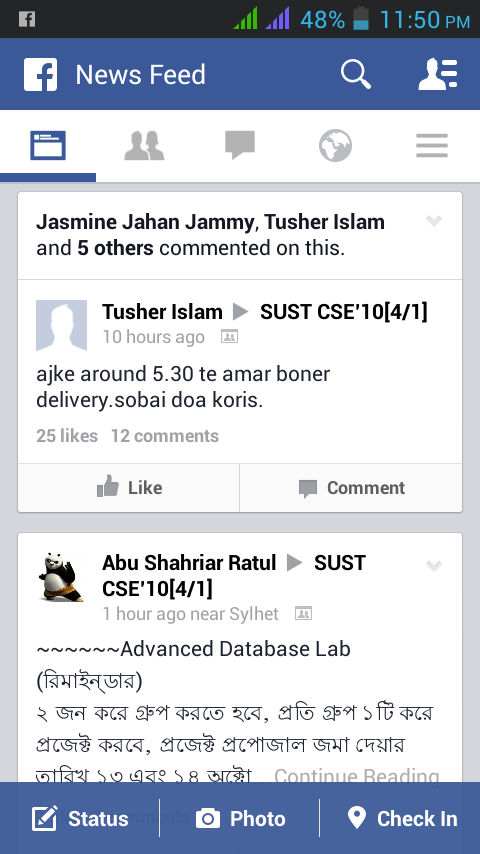 48% 11:50 PM
News Feed
Jasmine Jahan Jammy, Tusher Islam
and 5 others commented on this.
Tusher Islam ▶ SUST CSE'10[4/1]
10 hours ago
ajke around 5.30 te amar boner
delivery.sobai doa koris.
25 likes 12 comments
Like Comment
Abu Shahriar Ratul ▶ SUST
CSE'10[4/1]
1 hour ago near Sylhet
~~~~~~Advanced Database Lab
(রিমাইন্ডার)
২ জন করে গ্রুপ করতে হবে, প্রতি গ্রুপ ১টি করে
প্রজেক্ট করবে, প্রজেক্ট প্রপোজাল জমা দেয়ার
তারিখ ১৩ এবং ১৪ অক্টো... Continue Reading
Status Photo Check In